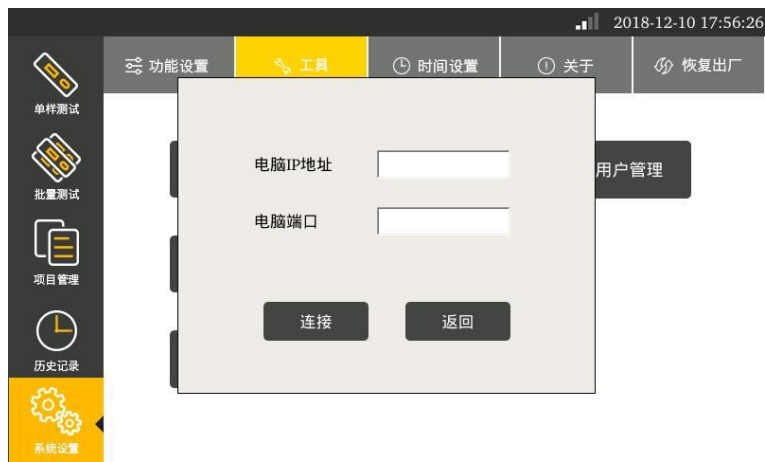 2018-12-10 17:56:26
功能设置
工具
时间设置
关于
恢复出厂
单样测试
批量测试
项目管理
历史记录
系统设置
电脑IP地址
电脑端口
连接
返回
用户管理